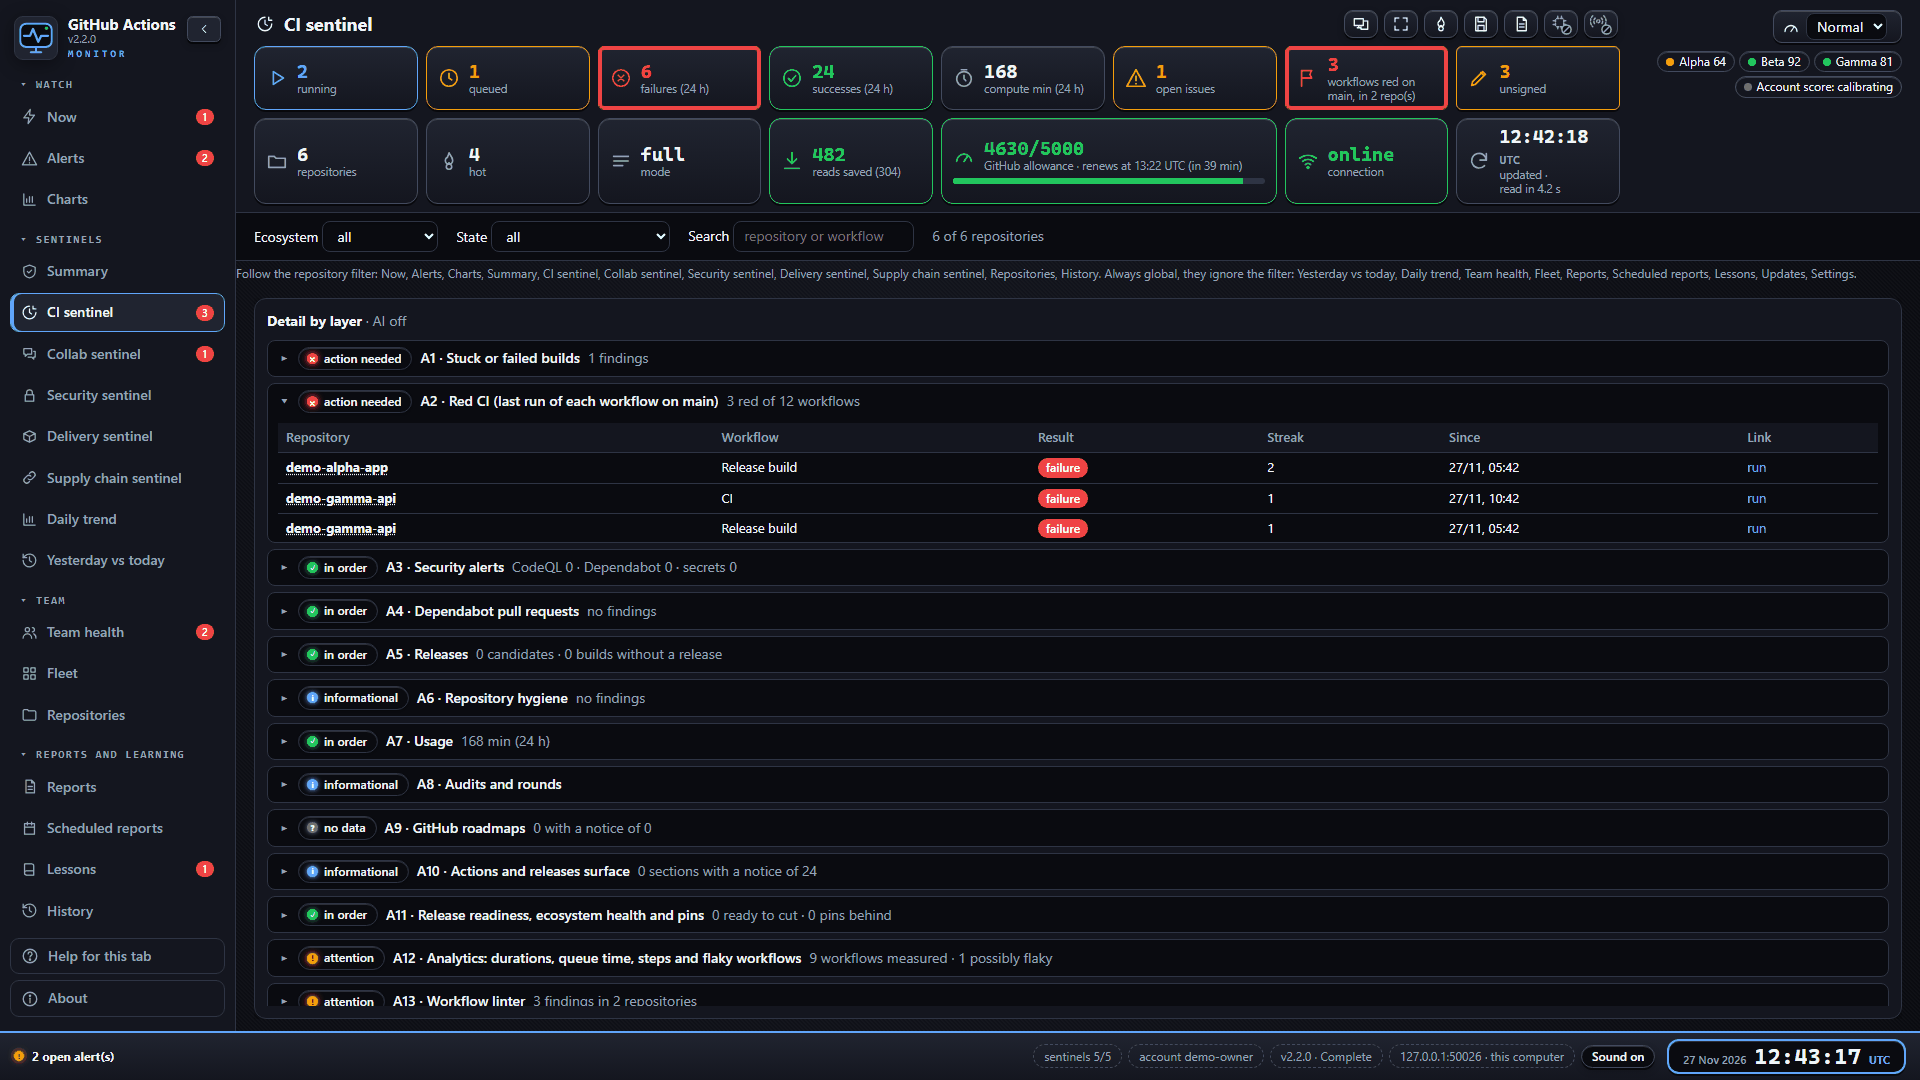 GitHub Actions
v2.2.0
MONITOR
WATCH
Now 1
Alerts 2
Charts
SENTINELS
Summary
CI sentinel 3
Collab sentinel 1
Security sentinel
Delivery sentinel
Supply chain sentinel
Daily trend
Yesterday vs today
TEAM
Team health 2
Fleet
Repositories
REPORTS AND LEARNING
Reports
Scheduled reports
Lessons 1
History
Help for this tab
About
CI sentinel
Normal
2
running
1
queued
6
failures (24 h)
24
successes (24 h)
168
compute min (24 h)
1
open issues
3
workflows red on
main, in 2 repo(s)
3
unsigned
Alpha 64
Beta 92
Gamma 81
Account score: calibrating
6
repositories
4
hot
full
mode
482
reads saved (304)
4630/5000
GitHub allowance · renews at 13:22 UTC (in 39 min)
online
connection
12:42:18
UTC
updated ·
read in 4.2 s
Ecosystem all State all Search repository or workflow 6 of 6 repositories
Follow the repository filter: Now, Alerts, Charts, Summary, CI sentinel, Collab sentinel, Security sentinel, Delivery sentinel, Supply chain sentinel, Repositories, History. Always global, they ignore the filter: Yesterday vs today, Daily trend, Team health, Fleet, Reports, Scheduled reports, Lessons, Updates, Settings.
Detail by layer · AI off
action needed A1 · Stuck or failed builds 1 findings
action needed A2 · Red CI (last run of each workflow on main) 3 red of 12 workflows
Repository Workflow Result Streak Since Link
demo-alpha-app Release build failure 2 27/11, 05:42 run
demo-gamma-api CI failure 1 27/11, 10:42 run
demo-gamma-api Release build failure 1 27/11, 05:42 run
in order A3 · Security alerts CodeQL 0 · Dependabot 0 · secrets 0
in order A4 · Dependabot pull requests no findings
in order A5 · Releases 0 candidates · 0 builds without a release
informational A6 · Repository hygiene no findings
in order A7 · Usage 168 min (24 h)
informational A8 · Audits and rounds
no data A9 · GitHub roadmaps 0 with a notice of 0
informational A10 · Actions and releases surface 0 sections with a notice of 24
in order A11 · Release readiness, ecosystem health and pins 0 ready to cut · 0 pins behind
attention A12 · Analytics: durations, queue time, steps and flaky workflows 9 workflows measured · 1 possibly flaky
attention A13 · Workflow linter 3 findings in 2 repositories
2 open alert(s)
sentinels 5/5
account demo-owner
v2.2.0 · Complete
127.0.0.1:50026 · this computer
Sound on
27 Nov 2026 12:43:17 UTC